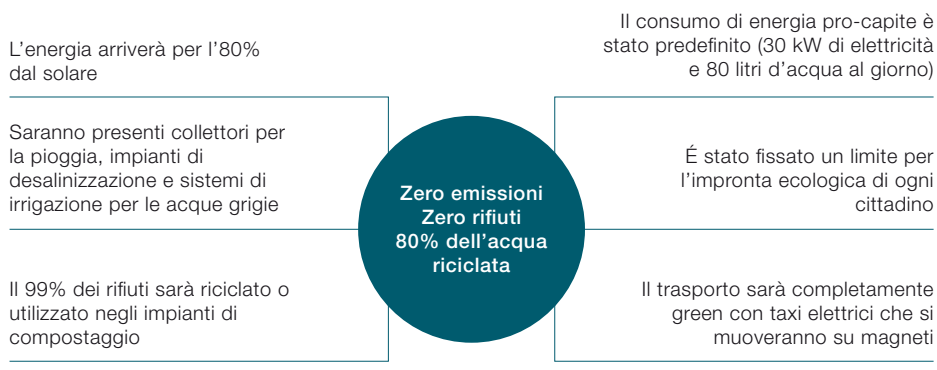 L’energia arriverà per l’80%
dal solare
Saranno presenti collettori per
la pioggia, impianti di
desalinizzazione e sistemi di
irrigazione per le acque grigie
Il 99% dei rifiuti sarà riciclato o
utilizzato negli impianti di
compostaggio
Zero emissioni
Zero rifiuti
80% dell’acqua
riciclata
Il consumo di energia pro-capite è
stato predefinito (30 kW di elettricità
e 80 litri d’acqua al giorno)
É stato fissato un limite per
l’impronta ecologica di ogni
cittadino
Il trasporto sarà completamente
green con taxi elettrici che si
muoveranno su magneti